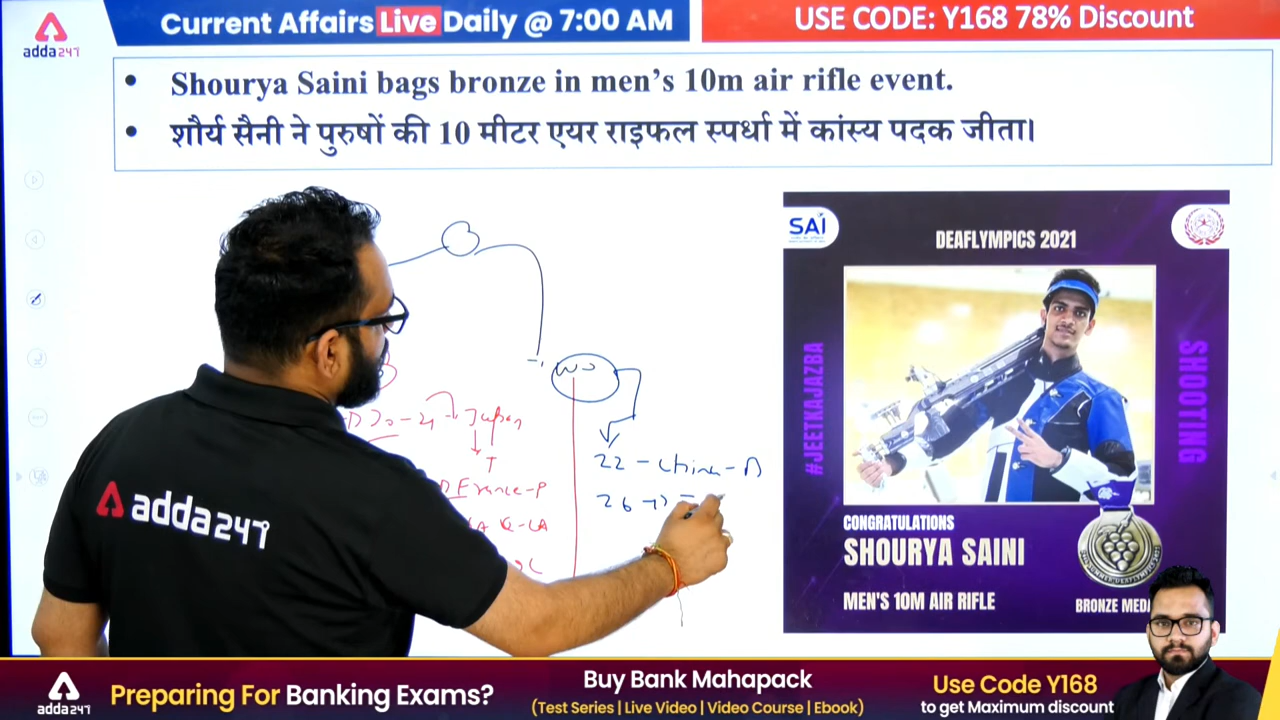 adda247
Current Affairs Live Daily @ 7:00 AM
USE CODE: Y168 78% Discount
• Shourya Saini bags bronze in men’s 10m air rifle event.
• शौर्य सैनी ने पुरुषों की 10 मीटर एयर राइफल स्पर्धा में कांस्य पदक जीता।
SAI
DEAFLYMPICS 2021
#JEETKAJAZBA
SHOOTING
CONGRATULATIONS
SHOURYA SAINI
MEN'S 10M AIR RIFLE
BRONZE
Japan
France-P
22 - China - B
26
adda247
adda247
Preparing For Banking Exams?
Buy Bank Mahapack
(Test Series | Live Video | Video Course | Ebook)
Use Code Y168
to get Maximum discount